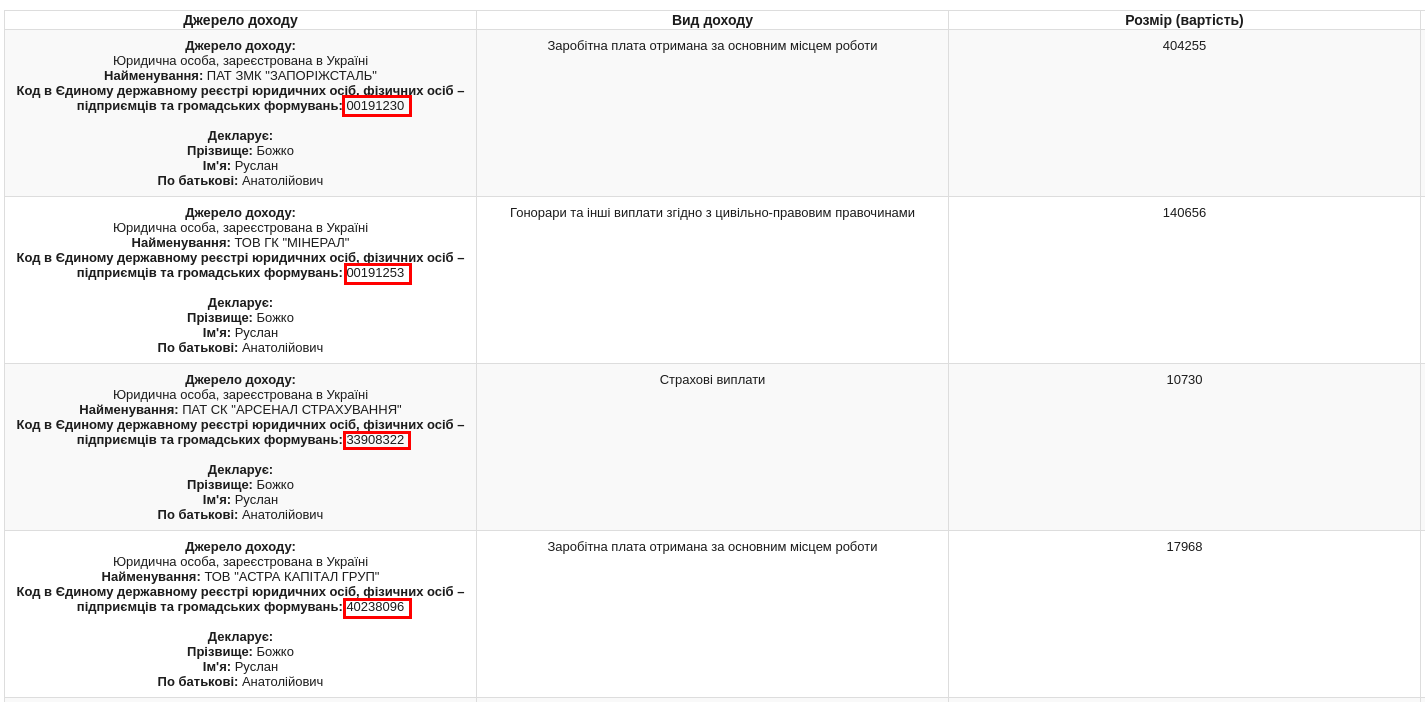 Джерело доходу
Вид доходу
Розмір (вартість)
Джерело доходу:
Юридична особа, зареєстрована в Україні
Найменування: ПАТ ЗМК "ЗАПОРІЖСТАЛЬ"
Код в Єдиному державному реєстрі юридичних осіб, фізичних осіб –
підприємців та громадських формувань: 00191230
Декларує:
Прізвище: Божко
Ім'я: Руслан
По батькові: Анатолійович
Заробітна плата отримана за основним місцем роботи
404255
Джерело доходу:
Юридична особа, зареєстрована в Україні
Найменування: ТОВ ГК "МІНЕРАЛ"
Код в Єдиному державному реєстрі юридичних осіб, фізичних осіб –
підприємців та громадських формувань: 00191253
Декларує:
Прізвище: Божко
Ім'я: Руслан
По батькові: Анатолійович
Гонорари та інші виплати згідно з цивільно-правовим правочинами
140656
Джерело доходу:
Юридична особа, зареєстрована в Україні
Найменування: ПАТ СК "АРСЕНАЛ СТРАХУВАННЯ"
Код в Єдиному державному реєстрі юридичних осіб, фізичних осіб –
підприємців та громадських формувань: 33908322
Декларує:
Прізвище: Божко
Ім'я: Руслан
По батькові: Анатолійович
Страхові виплати
10730
Джерело доходу:
Юридична особа, зареєстрована в Україні
Найменування: ТОВ "АСТРА КАПІТАЛ ГРУП"
Код в Єдиному державному реєстрі юридичних осіб, фізичних осіб –
підприємців та громадських формувань: 40238096
Декларує:
Прізвище: Божко
Ім'я: Руслан
По батькові: Анатолійович
Заробітна плата отримана за основним місцем роботи
17968